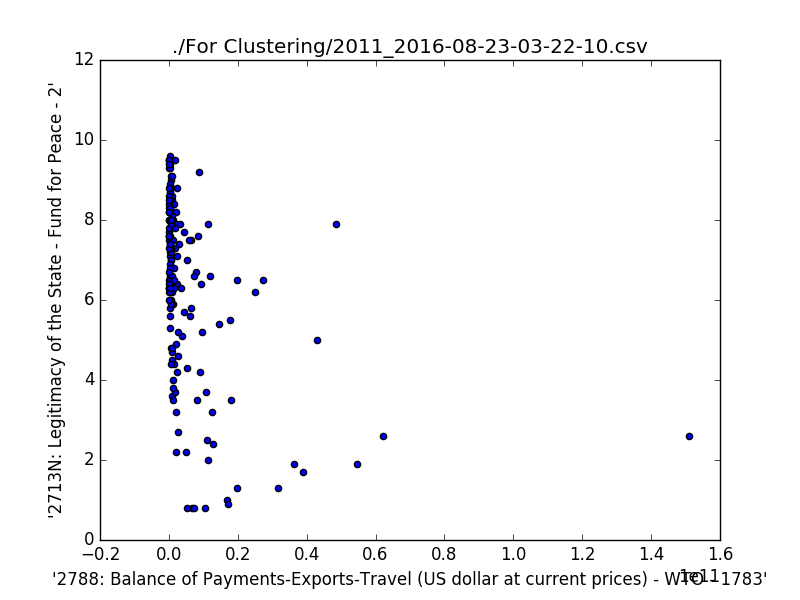 ./For Clustering/2011_2016-08-23-03-22-10.csv
12
10
8
6
4
2
0
'2713N: Legitimacy of the State - Fund for Peace - 2'
−0.2 0.0 0.2 0.4 0.6 0.8 1.0 1.2 1.4 1.6
1e11
'2788: Balance of Payments-Exports-Travel (US dollar at current prices) - WTO - 1783'